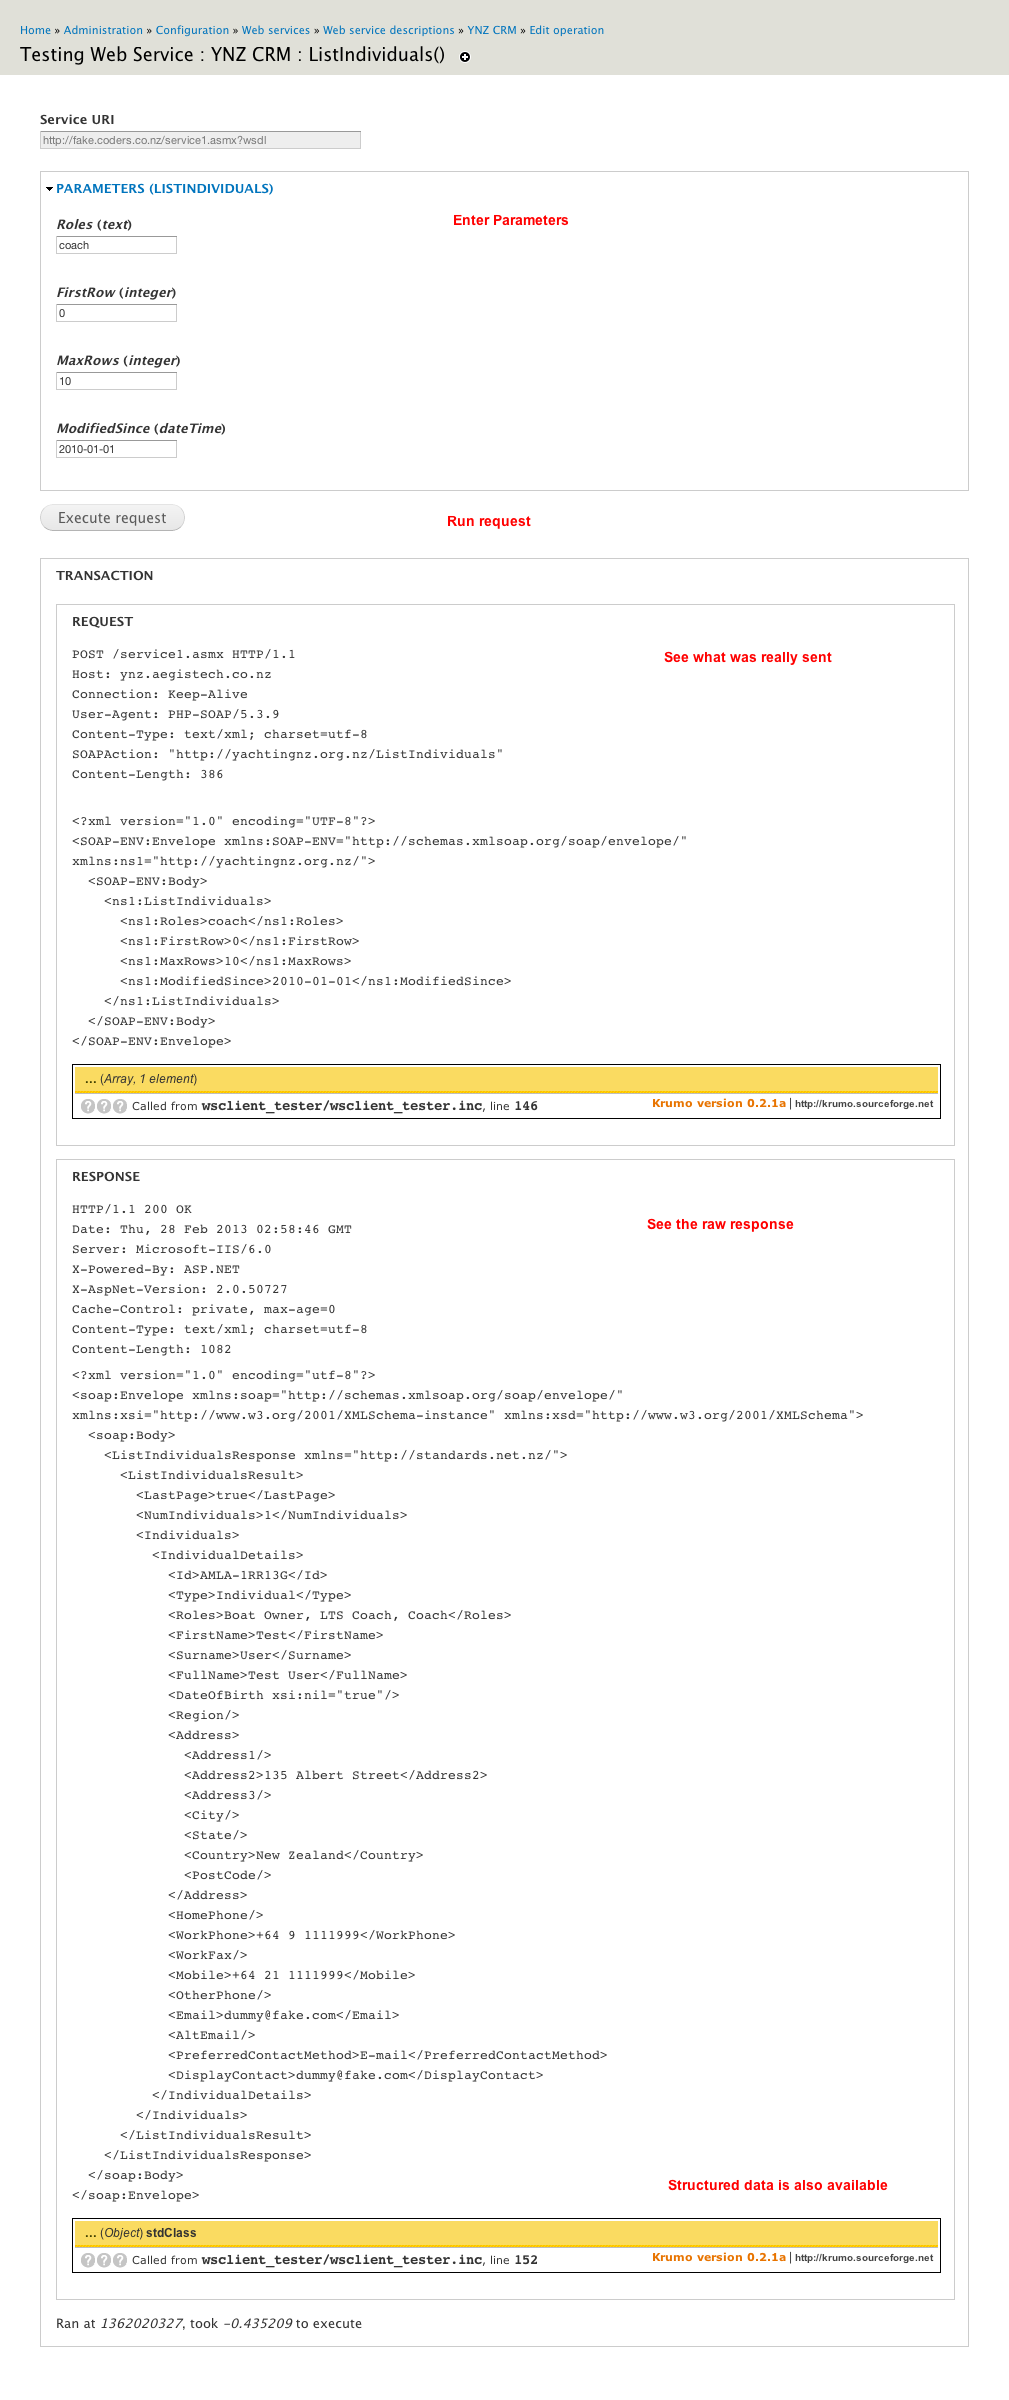 Home » Administration » Configuration » Web services » Web service descriptions » YNZ CRM » Edit operation
Testing Web Service : YNZ CRM : ListIndividuals()
Service URI
http://fake.coders.co.nz/service1.asmx?wsdl
PARAMETERS (LISTINDIVIDUALS)
Enter Parameters
Roles (text)
coach
FirstRow (integer)
0
MaxRows (integer)
10
ModifiedSince (dateTime)
2010-01-01
Execute request
Run request
TRANSACTION
REQUEST
See what was really sent
POST /service1.asmx HTTP/1.1
Host: ynz.aegistech.co.nz
Connection: Keep-Alive
User-Agent: PHP-SOAP/5.3.9
Content-Type: text/xml; charset=utf-8
SOAPAction: "http://yachtingnz.org.nz/ListIndividuals"
Content-Length: 386
<?xml version="1.0" encoding="UTF-8"?>
<SOAP-ENV:Envelope xmlns:SOAP-ENV="http://schemas.xmlsoap.org/soap/envelope/"
xmlns:ns1="http://yachtingnz.org.nz/">
<SOAP-ENV:Body>
<ns1:ListIndividuals>
<ns1:Roles>coach</ns1:Roles>
<ns1:FirstRow>0</ns1:FirstRow>
<ns1:MaxRows>10</ns1:MaxRows>
<ns1:ModifiedSince>2010-01-01</ns1:ModifiedSince>
</ns1:ListIndividuals>
</SOAP-ENV:Body>
</SOAP-ENV:Envelope>
... (Array, 1 element)
??? Called from wsclient_tester/wsclient_tester.inc, line 146
Krumo version 0.2.1a | http://krumo.sourceforge.net
RESPONSE
See the raw response
HTTP/1.1 200 OK
Date: Thu, 28 Feb 2013 02:58:46 GMT
Server: Microsoft-IIS/6.0
X-Powered-By: ASP.NET
X-AspNet-Version: 2.0.50727
Cache-Control: private, max-age=0
Content-Type: text/xml; charset=utf-8
Content-Length: 1082
<?xml version="1.0" encoding="utf-8"?>
<soap:Envelope xmlns:soap="http://schemas.xmlsoap.org/soap/envelope/"
xmlns:xsi="http://www.w3.org/2001/XMLSchema-instance" xmlns:xsd="http://www.w3.org/2001/XMLSchema">
<soap:Body>
<ListIndividualsResponse xmlns="http://standards.net.nz/">
<ListIndividualsResult>
<LastPage>true</LastPage>
<NumIndividuals>1</NumIndividuals>
<Individuals>
<IndividualDetails>
<Id>AMLA-1RR13G</Id>
<Type>Individual</Type>
<Roles>Boat Owner, LTS Coach, Coach</Roles>
<FirstName>Test</FirstName>
<Surname>User</Surname>
<FullName>Test User</FullName>
<DateOfBirth xsi:nil="true"/>
<Region/>
<Address>
<Address1/>
<Address2>135 Albert Street</Address2>
<Address3/>
<City/>
<State/>
<Country>New Zealand</Country>
<PostCode/>
</Address>
<HomePhone/>
<WorkPhone>+64 9 1111999</WorkPhone>
<WorkFax/>
<Mobile>+64 21 1111999</Mobile>
<OtherPhone/>
<Email>dummy@fake.com</Email>
<AltEmail/>
<PreferredContactMethod>E-mail</PreferredContactMethod>
<DisplayContact>dummy@fake.com</DisplayContact>
</IndividualDetails>
</Individuals>
</ListIndividualsResult>
</ListIndividualsResponse>
</soap:Body>
</soap:Envelope>
Structured data is also available
... (Object) stdClass
??? Called from wsclient_tester/wsclient_tester.inc, line 152
Krumo version 0.2.1a | http://krumo.sourceforge.net
Ran at 1362020327, took -0.435209 to execute